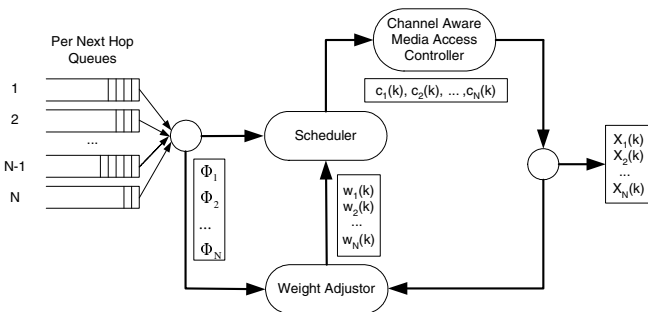 Per Next Hop
Queues
1
2
...
N-1
N
Φ1
Φ2
...
ΦN
Scheduler
Channel Aware
Media Access
Controller
c1(k), c2(k), ... ,cN(k)
w1(k)
w2(k)
...
wN(k)
Weight Adjustor
X1(k)
X2(k)
...
XN(k)